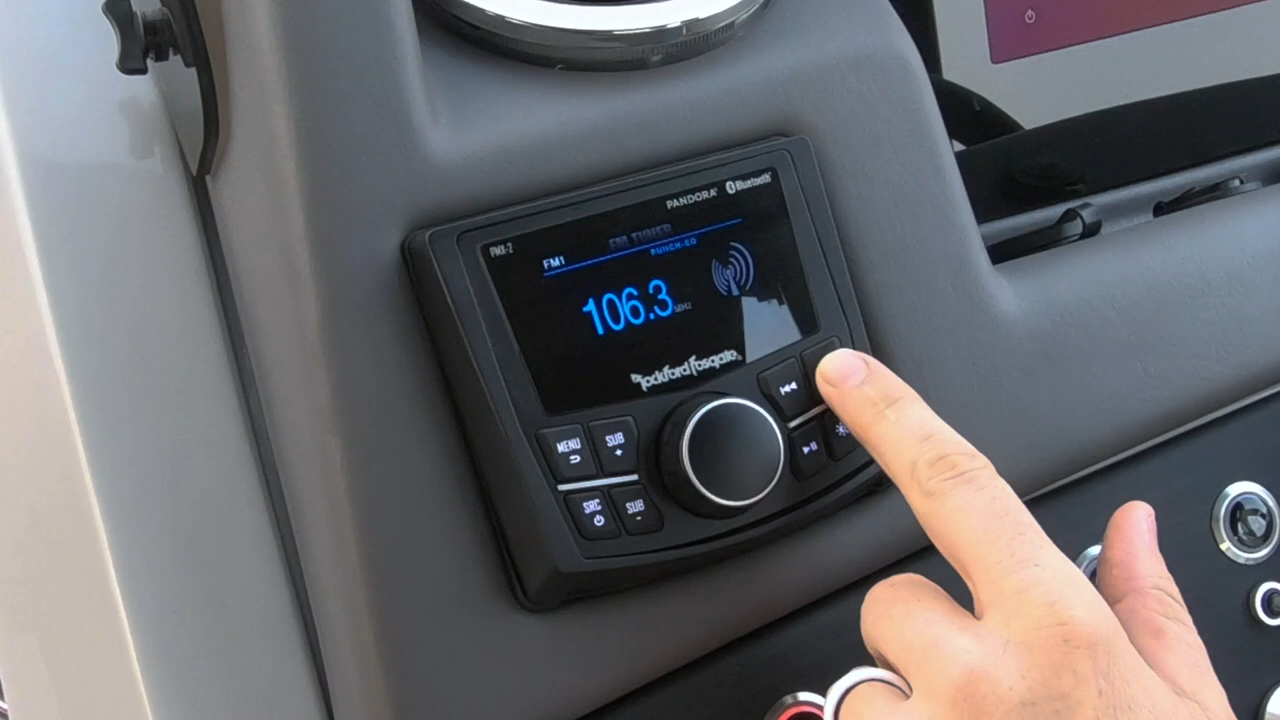 PANDORA Bluetooth
PMX-2
FM TUNER
FM1 PUNCH-EQ
106.3 MHz
Rockford Fosgate
MENU
SUB
+
SRC
SUB
-